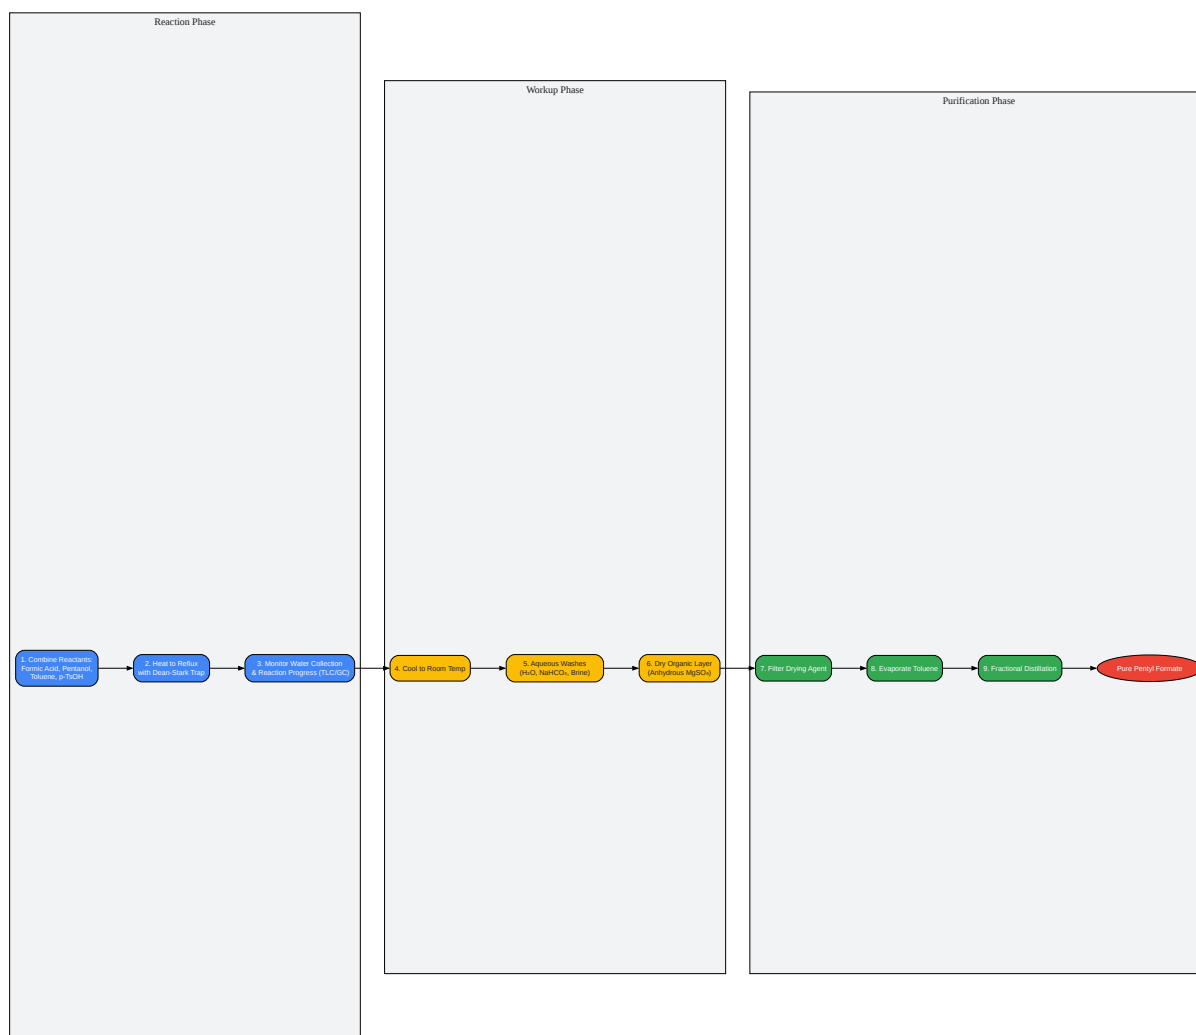 Reaction Phase
1. Combine Reactants:
Formic Acid, Pentanol,
Toluene, p-TsOH
2. Heat to Reflux
with Dean-Stark Trap
3. Monitor Water Collection
& Reaction Progress (TLC/GC)
Workup Phase
4. Cool to Room Temp
5. Aqueous Washes
(H₂O, NaHCO₃, Brine)
6. Dry Organic Layer
(Anhydrous MgSO₄)
Purification Phase
7. Filter Drying Agent
8. Evaporate Toluene
9. Fractional Distillation
Pure Pentyl Formate